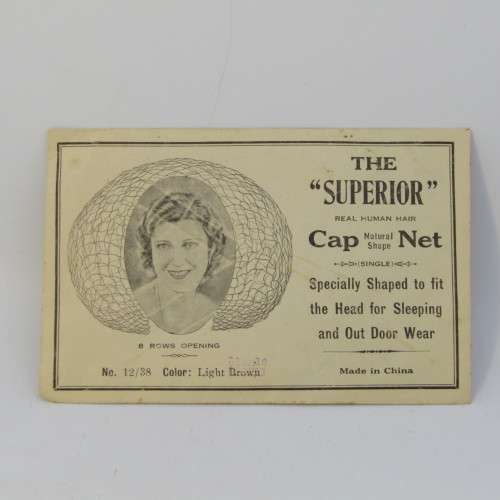 THE
"SUPERIOR"
REAL HUMAN HAIR
Cap Natural Shape Net
(SINGLE)
Specially Shaped to fit
the Head for Sleeping
and Out Door Wear
Made in China
8 ROWS OPENING
No. 12/38 Color: Light Brown